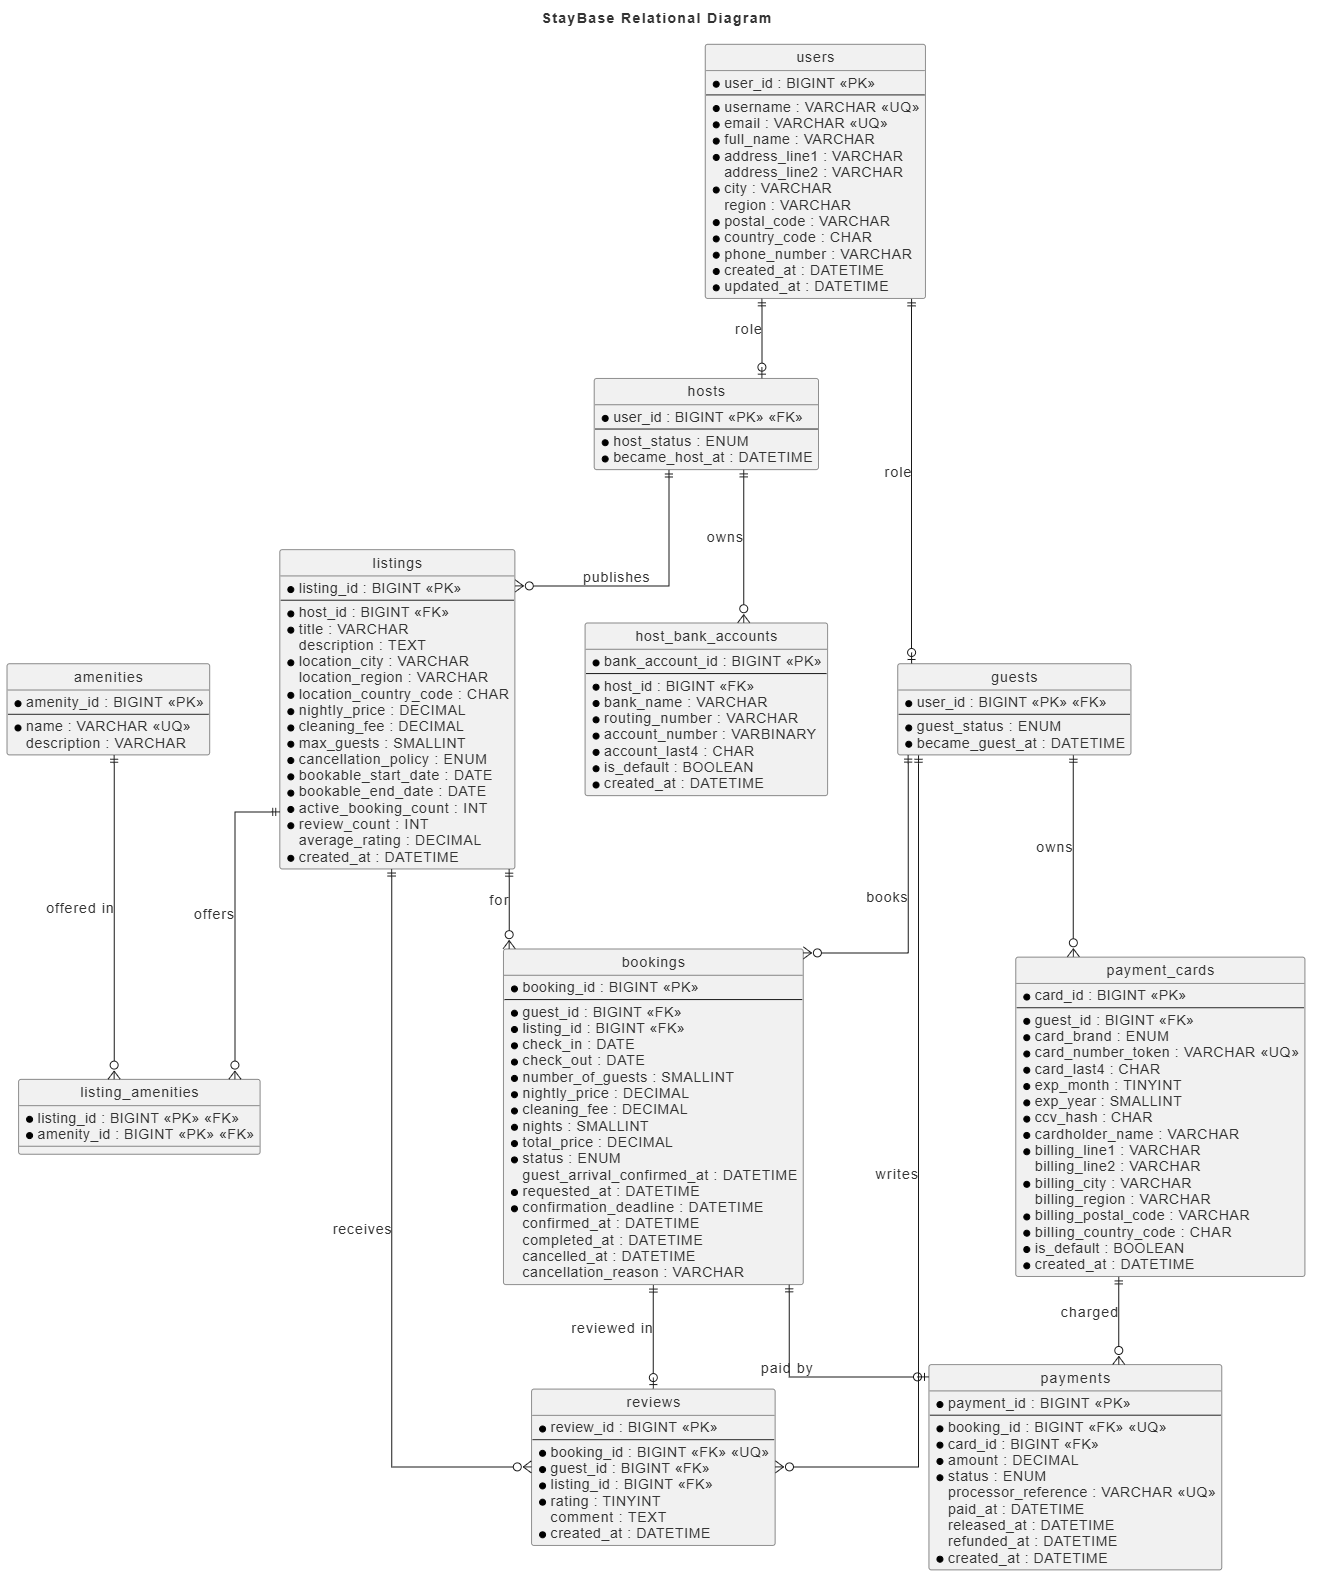 StayBase Relational Diagram
users
user_id : BIGINT «PK»
username : VARCHAR «UQ»
email : VARCHAR «UQ»
full_name : VARCHAR
address_line1 : VARCHAR
address_line2 : VARCHAR
city : VARCHAR
region : VARCHAR
postal_code : VARCHAR
country_code : CHAR
phone_number : VARCHAR
created_at : DATETIME
updated_at : DATETIME
role
hosts
user_id : BIGINT «PK» «FK»
host_status : ENUM
became_host_at : DATETIME
role
owns
publishes
listings
listing_id : BIGINT «PK»
host_id : BIGINT «FK»
title : VARCHAR
description : TEXT
location_city : VARCHAR
location_region : VARCHAR
location_country_code : CHAR
nightly_price : DECIMAL
cleaning_fee : DECIMAL
max_guests : SMALLINT
cancellation_policy : ENUM
bookable_start_date : DATE
bookable_end_date : DATE
active_booking_count : INT
review_count : INT
average_rating : DECIMAL
created_at : DATETIME
host_bank_accounts
bank_account_id : BIGINT «PK»
host_id : BIGINT «FK»
bank_name : VARCHAR
routing_number : VARCHAR
account_number : VARBINARY
account_last4 : CHAR
is_default : BOOLEAN
created_at : DATETIME
amenities
amenity_id : BIGINT «PK»
name : VARCHAR «UQ»
description : VARCHAR
guests
user_id : BIGINT «PK» «FK»
guest_status : ENUM
became_guest_at : DATETIME
owns
books
for
offered in
offers
bookings
booking_id : BIGINT «PK»
guest_id : BIGINT «FK»
listing_id : BIGINT «FK»
check_in : DATE
check_out : DATE
number_of_guests : SMALLINT
nightly_price : DECIMAL
cleaning_fee : DECIMAL
nights : SMALLINT
total_price : DECIMAL
status : ENUM
guest_arrival_confirmed_at : DATETIME
requested_at : DATETIME
confirmation_deadline : DATETIME
confirmed_at : DATETIME
completed_at : DATETIME
cancelled_at : DATETIME
cancellation_reason : VARCHAR
payment_cards
card_id : BIGINT «PK»
guest_id : BIGINT «FK»
card_brand : ENUM
card_number_token : VARCHAR «UQ»
card_last4 : CHAR
exp_month : TINYINT
exp_year : SMALLINT
ccv_hash : CHAR
cardholder_name : VARCHAR
billing_line1 : VARCHAR
billing_line2 : VARCHAR
billing_city : VARCHAR
billing_region : VARCHAR
billing_postal_code : VARCHAR
billing_country_code : CHAR
is_default : BOOLEAN
created_at : DATETIME
listing_amenities
listing_id : BIGINT «PK» «FK»
amenity_id : BIGINT «PK» «FK»
writes
receives
charged
reviewed in
paid by
reviews
review_id : BIGINT «PK»
booking_id : BIGINT «FK» «UQ»
guest_id : BIGINT «FK»
listing_id : BIGINT «FK»
rating : TINYINT
comment : TEXT
created_at : DATETIME
payments
payment_id : BIGINT «PK»
booking_id : BIGINT «FK» «UQ»
card_id : BIGINT «FK»
amount : DECIMAL
status : ENUM
processor_reference : VARCHAR «UQ»
paid_at : DATETIME
released_at : DATETIME
refunded_at : DATETIME
created_at : DATETIME